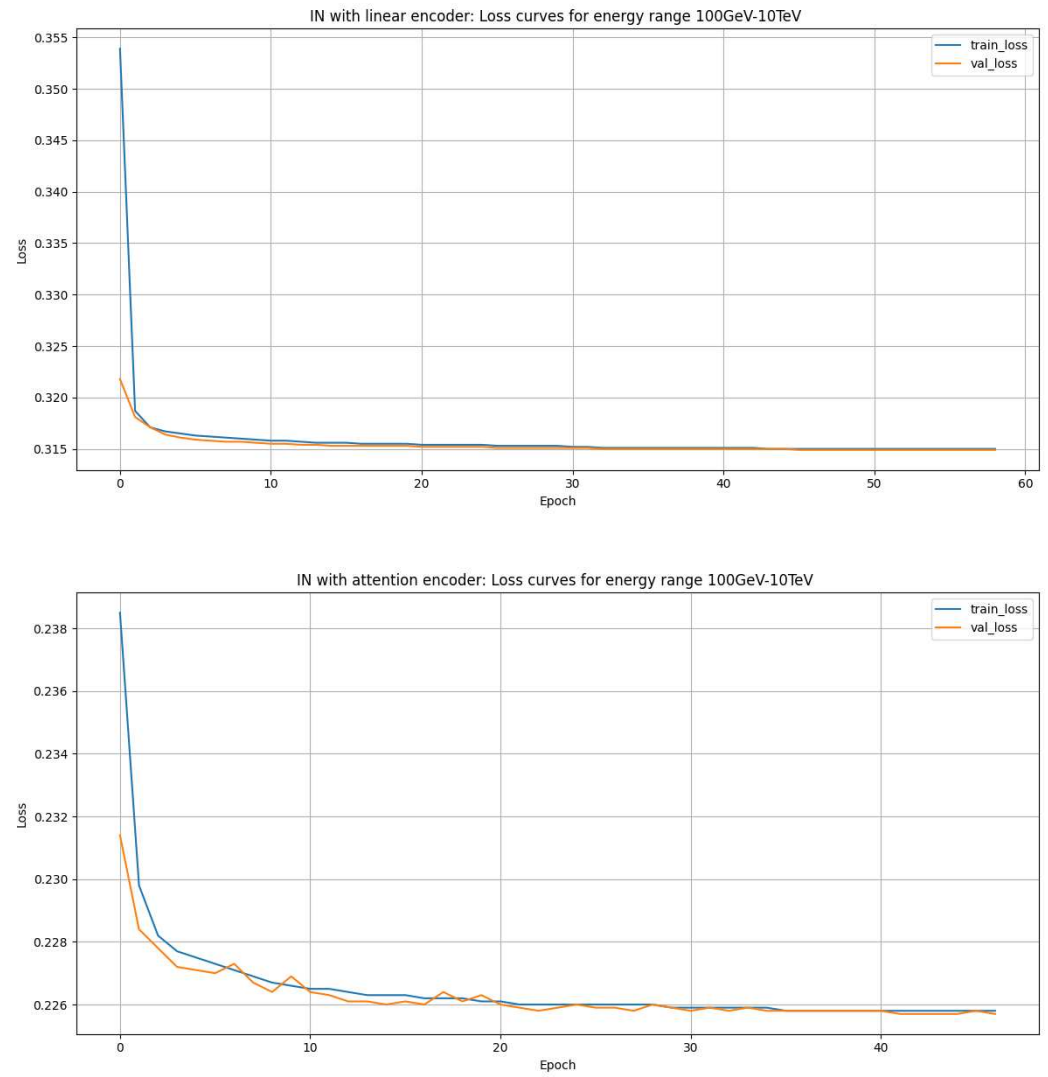 IN with linear encoder: Loss curves for energy range 100GeV-10TeV
0.355
0.350
0.345
0.340
0.335
0.330
0.325
0.320
0.315
Loss
train_loss
val_loss
0 10 20 30 40 50 60
Epoch
IN with attention encoder: Loss curves for energy range 100GeV-10TeV
0.238
0.236
0.234
0.232
0.230
0.228
0.226
Loss
train_loss
val_loss
0 10 20 30 40
Epoch